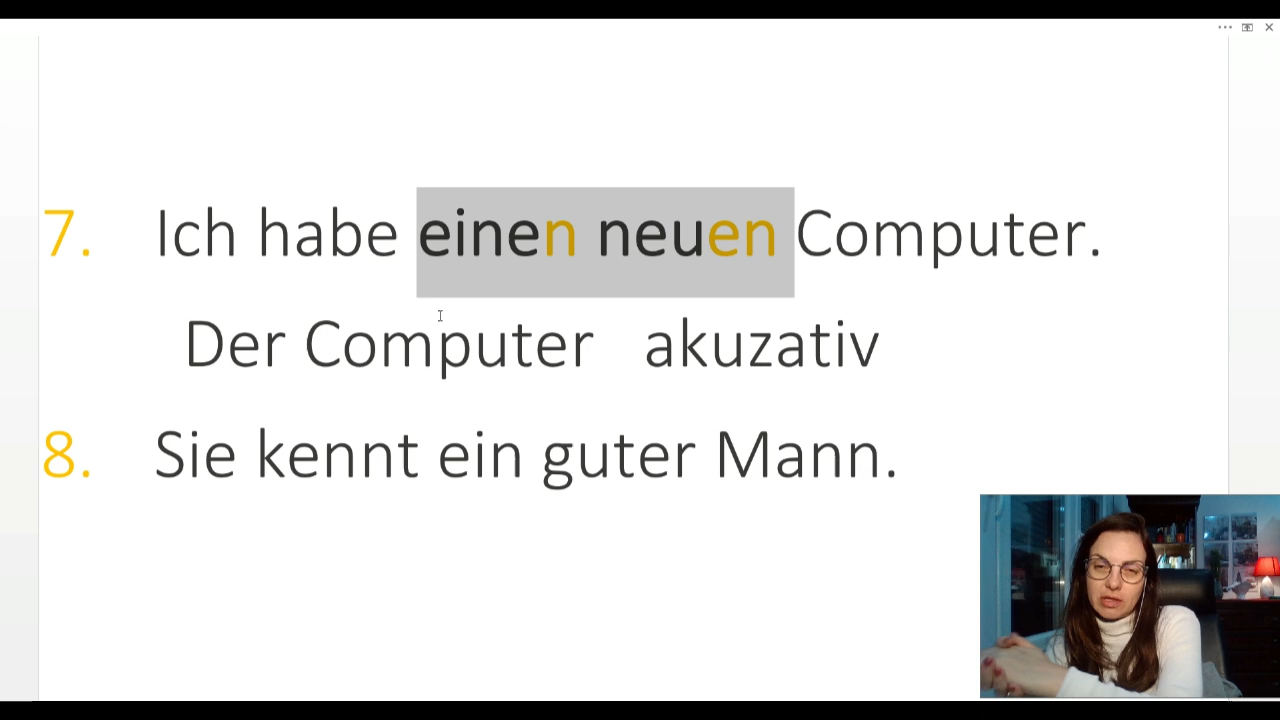 7. Ich habe einen neuen Computer.
Der Computer akuzativ
8. Sie kennt ein guter Mann.